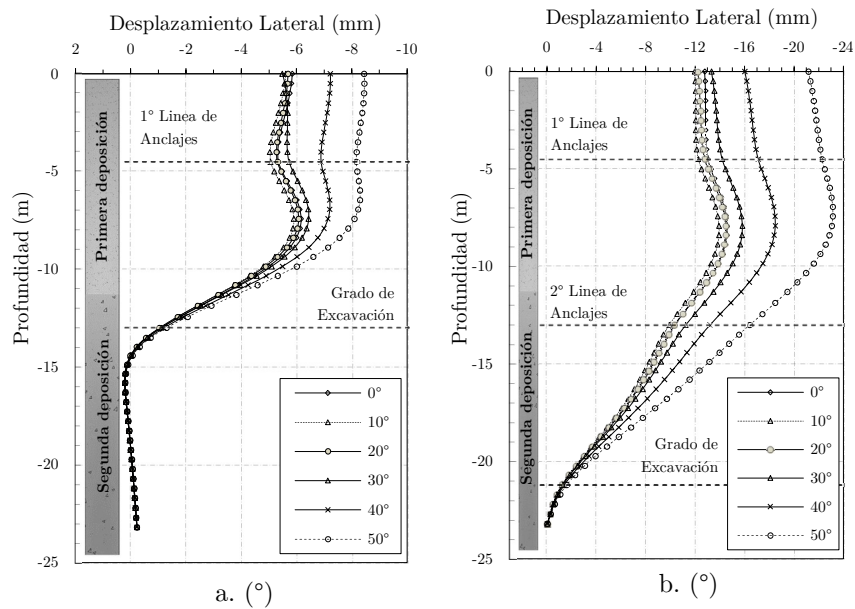 Desplazamiento Lateral (mm)
2 0 -2 -4 -6 -8 -10
0
-5
-10
-15
-20
-25
Profundidad (m)
Primera deposición
Segunda deposición
1° Linea de
Anclajes
Grado de
Excavación
0°
10°
20°
30°
40°
50°
a. (°)
Desplazamiento Lateral (mm)
0 -4 -8 -12 -16 -20 -24
0
-5
-10
-15
-20
-25
Profundidad (m)
Primera deposición
Segunda deposición
1° Linea de
Anclajes
2° Linea de
Anclajes
Grado de
Excavación
0°
10°
20°
30°
40°
50°
b. (°)